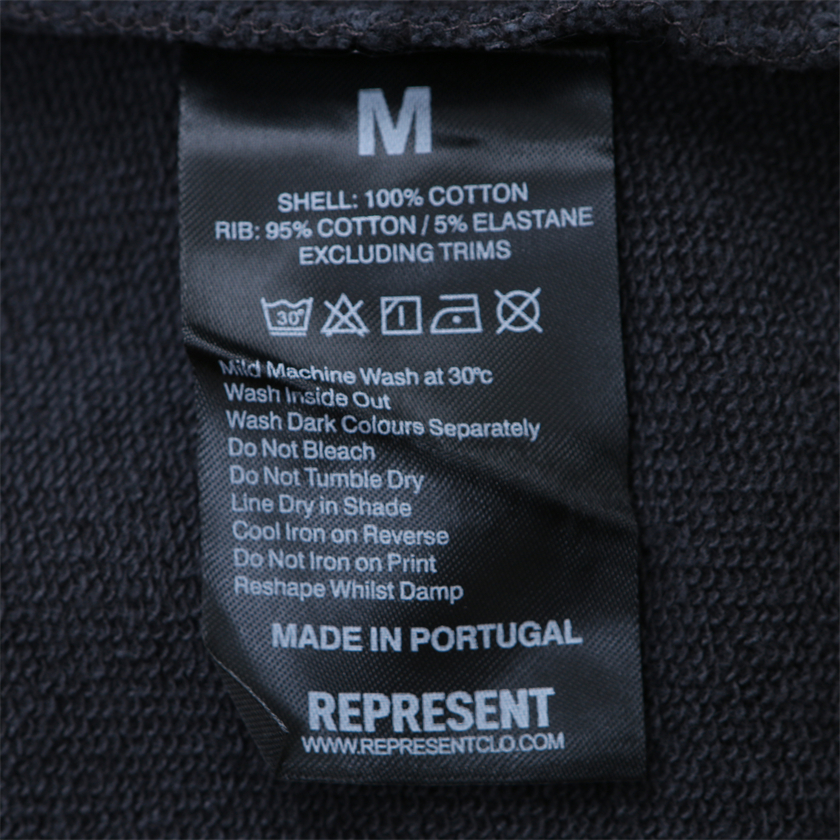 M
SHELL: 100% COTTON
RIB: 95% COTTON / 5% ELASTANE
EXCLUDING TRIMS
30°
Mild Machine Wash at 30ºc
Wash Inside Out
Wash Dark Colours Separately
Do Not Bleach
Do Not Tumble Dry
Line Dry in Shade
Cool Iron on Reverse
Do Not Iron on Print
Reshape Whilst Damp
MADE IN PORTUGAL
REPRESENT
WWW.REPRESENTCLO.COM